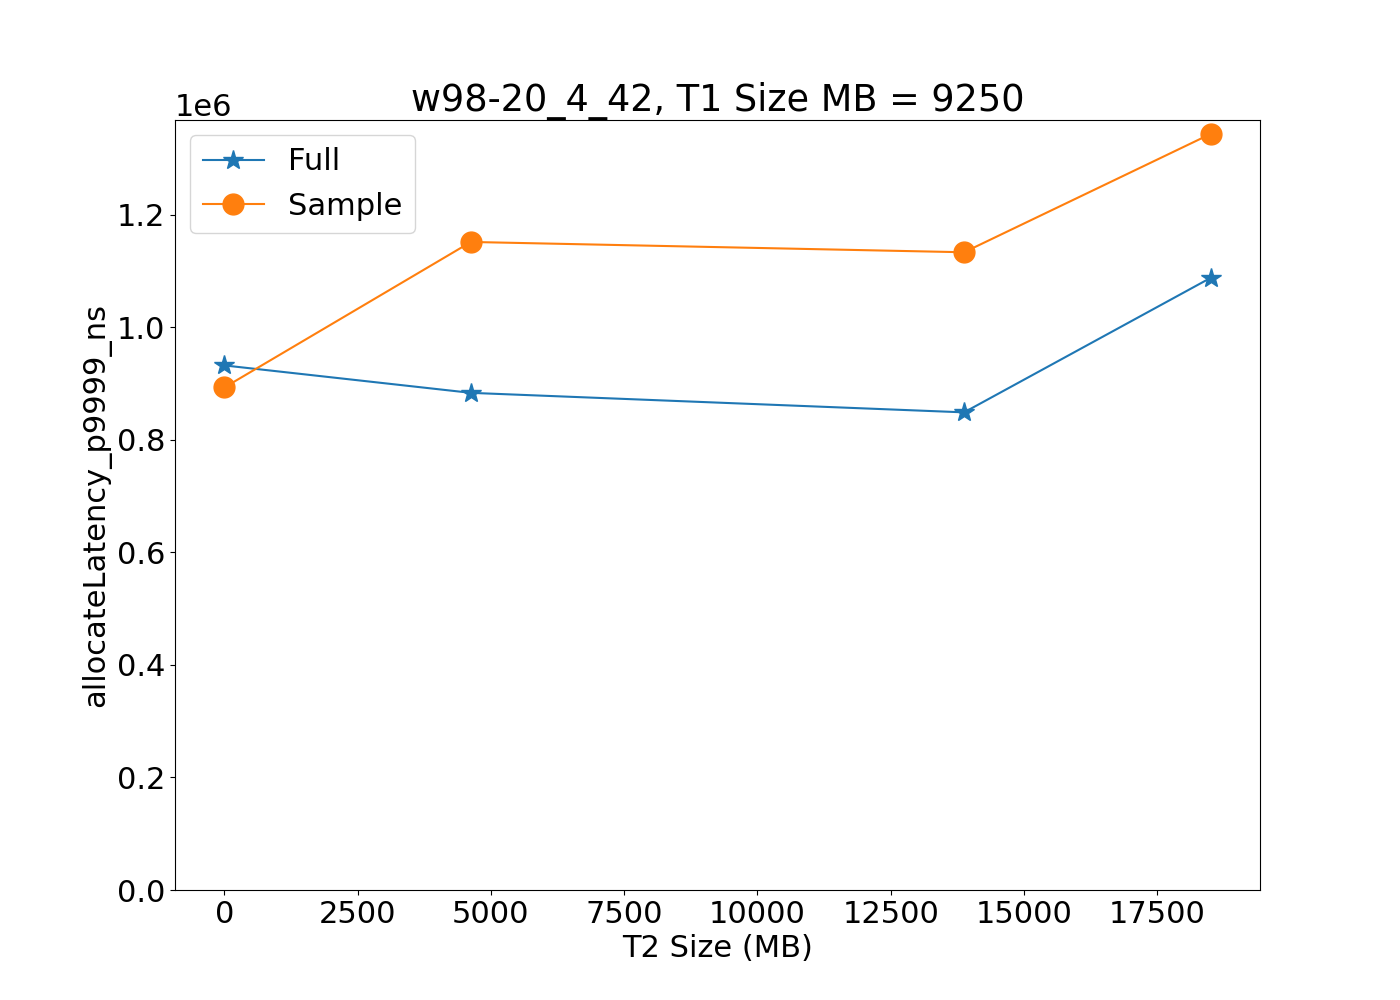 w98-20_4_42, T1 Size MB = 9250
1e6
Full
Sample
1.2
1.0
0.8
0.6
0.4
0.2
0.0
allocateLatency_p9999_ns
0 2500 5000 7500 10000 12500 15000 17500
T2 Size (MB)